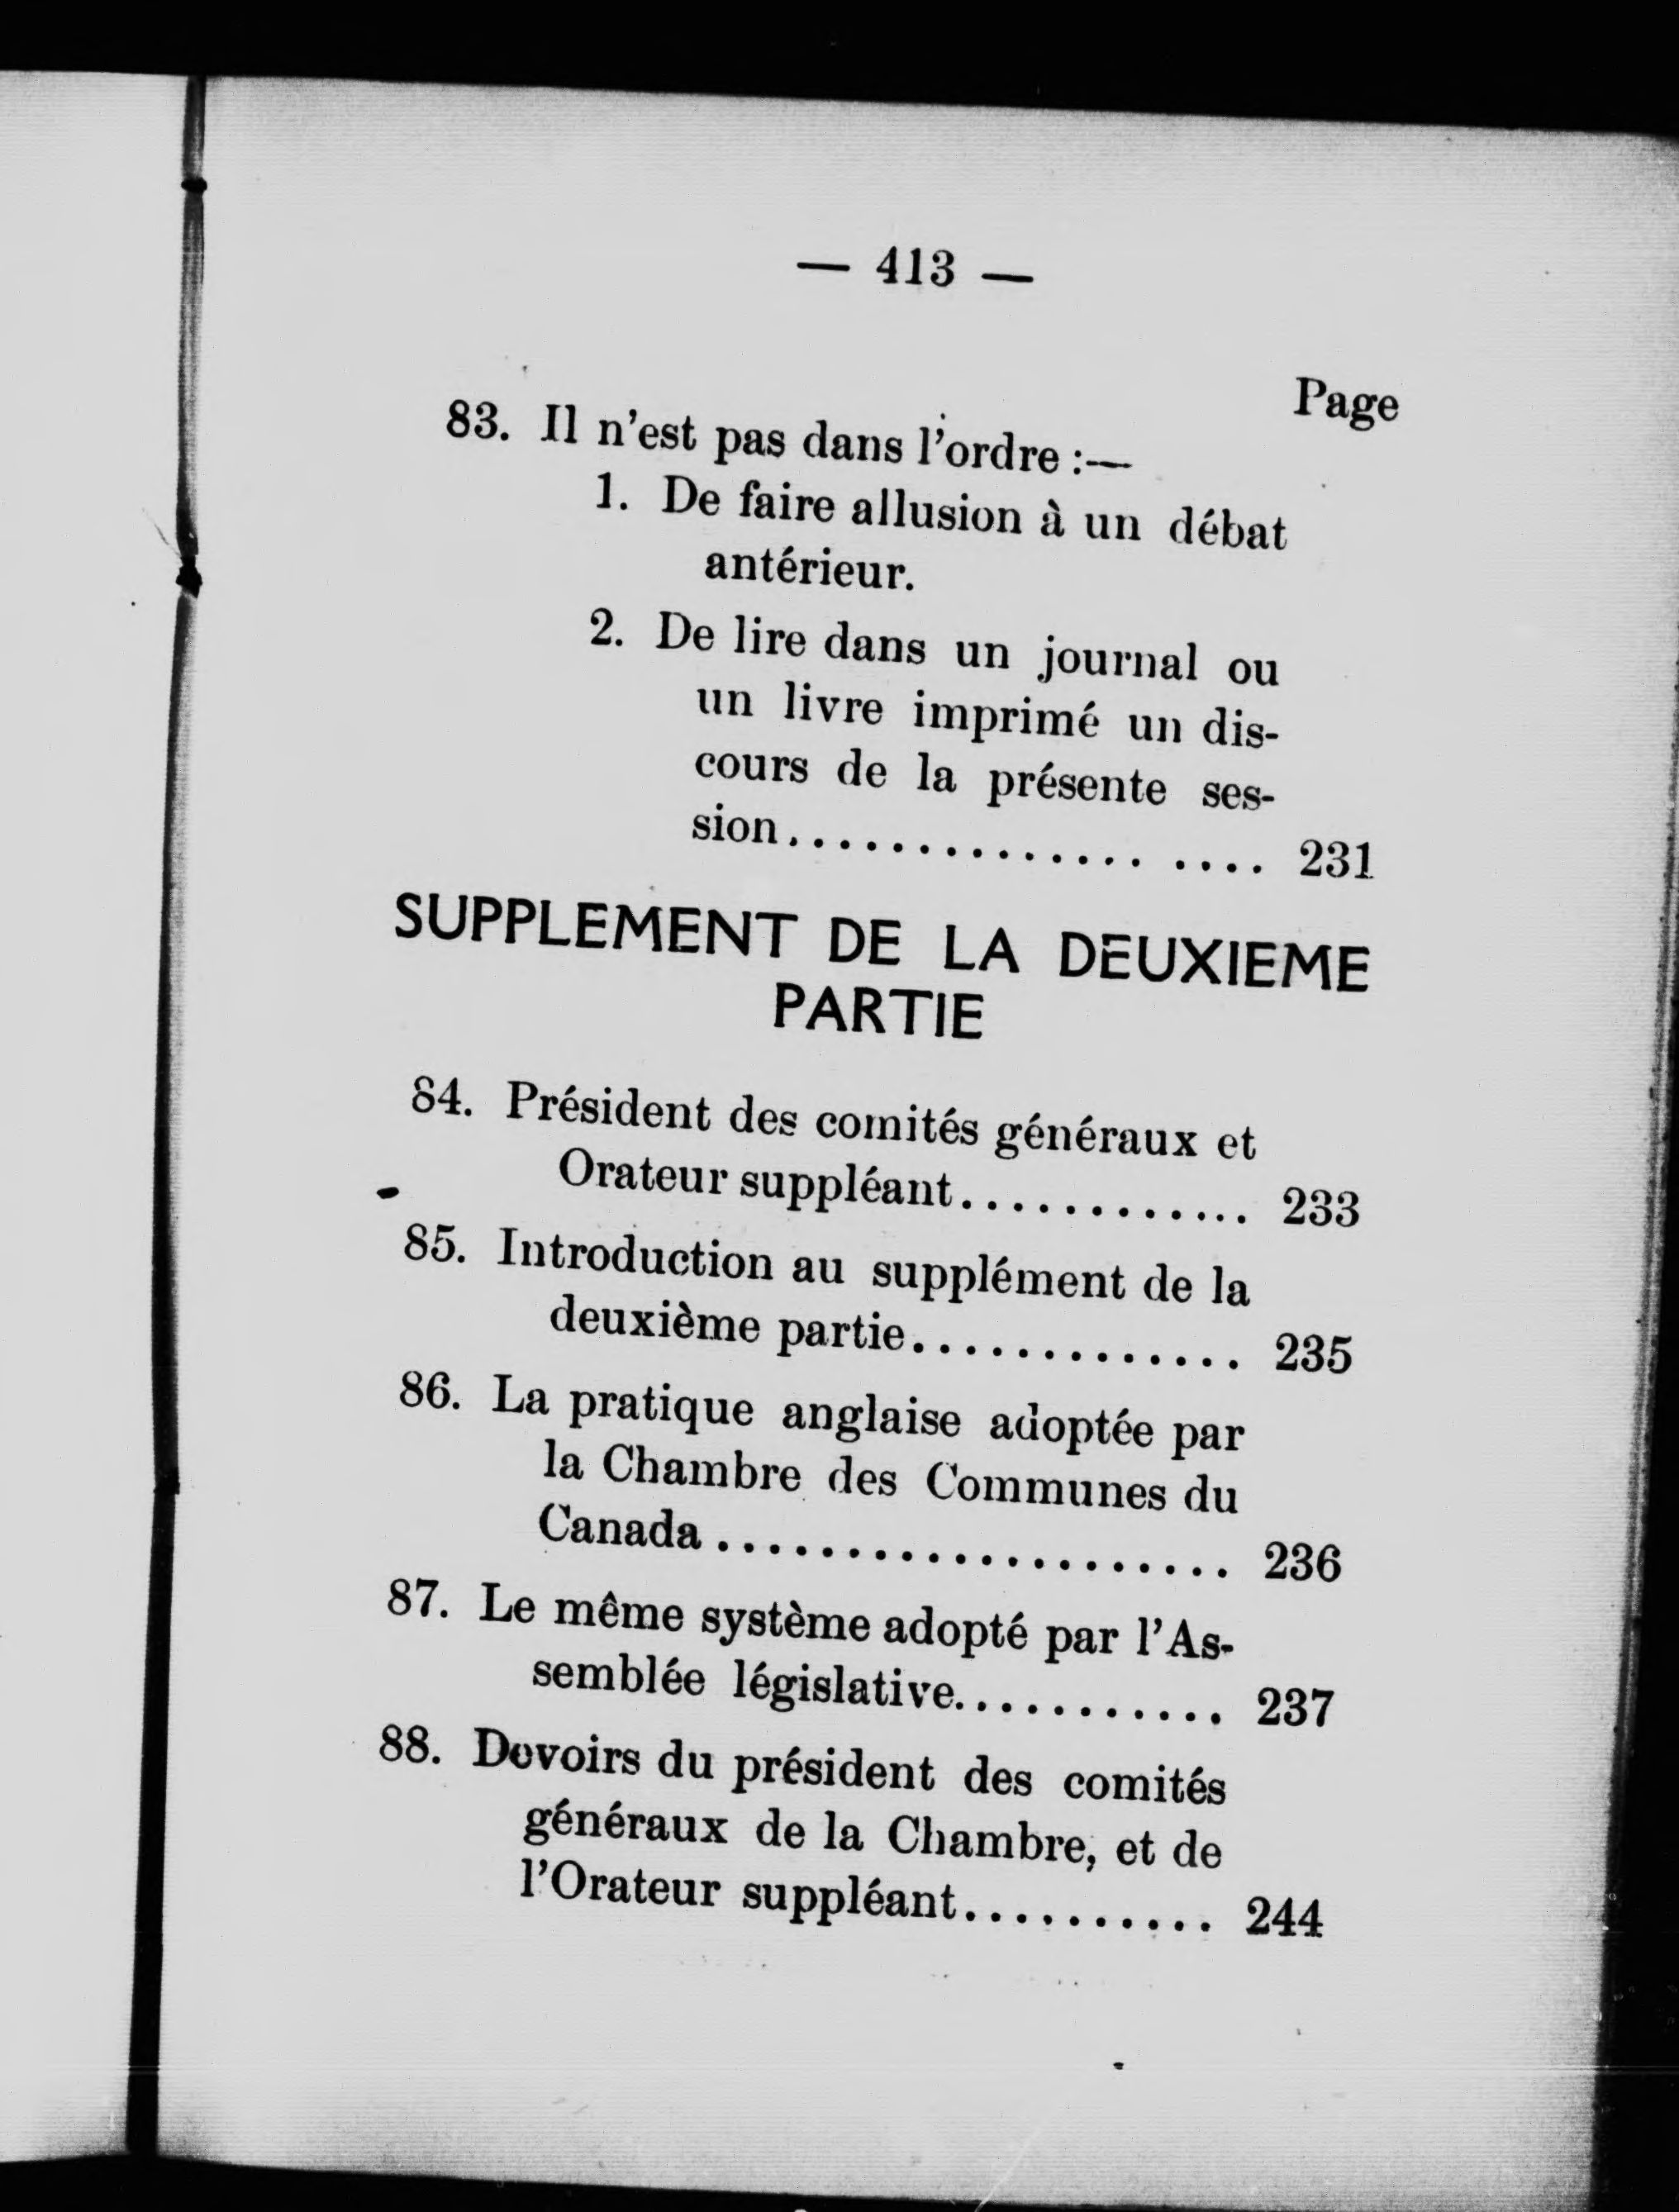 — 413 —
Page
83. Il n'est pas dans l'ordre :—
1. De faire allusion à un débat
antérieur.
2. De lire dans un journal ou
un livre imprimé un dis-
cours de la présente ses-
sion.................. 231
SUPPLEMENT DE LA DEUXIEME
PARTIE
84. Président des comités généraux et
Orateur suppléant............ 233
85. Introduction au supplément de la
deuxième partie............. 235
86. La pratique anglaise adoptée par
la Chambre des Communes du
Canada .................... 236
87. Le même système adopté par l'As-
semblée législative........... 237
88. Devoirs du président des comités
généraux de la Chambre, et de
l'Orateur suppléant.......... 244